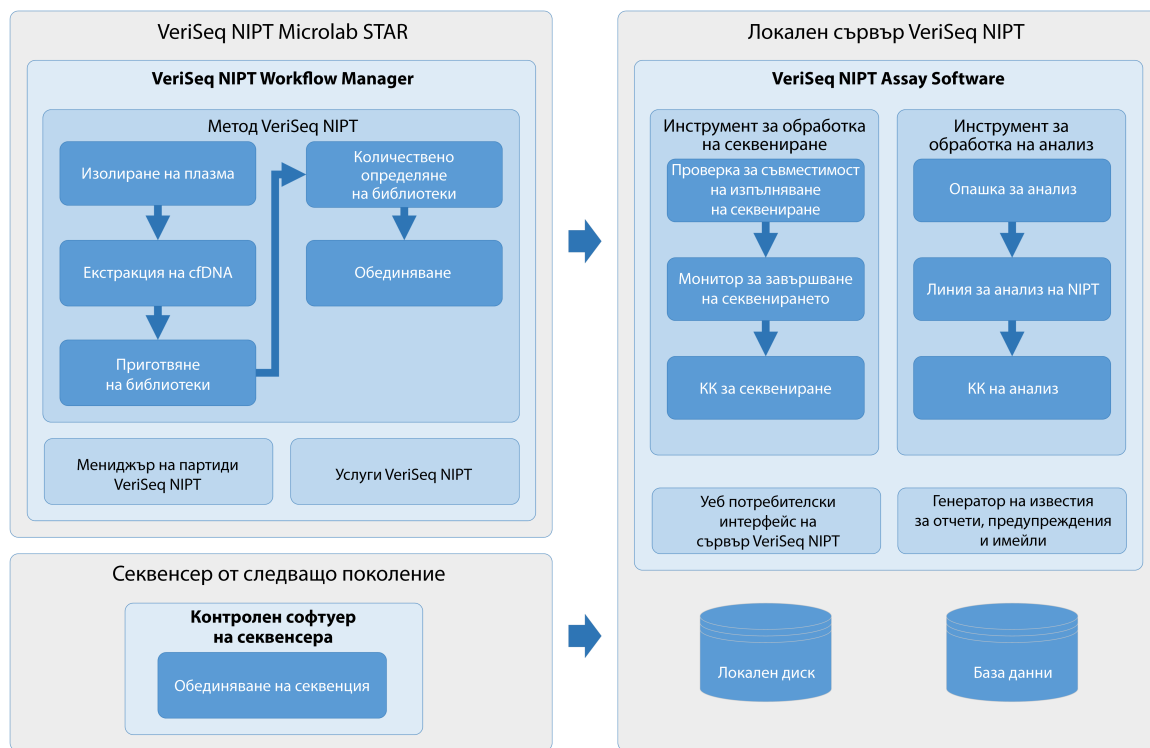 VeriSeq NIPT Microlab STAR
VeriSeq NIPT Workflow Manager
Метод VeriSeq NIPT
Изолиране на плазма
Екстракция на cfDNA
Приготвяне
на библиотеки
Количествено
определяне
на библиотеки
Обединяване
Мениджър на партиди
VeriSeq NIPT
Услуги VeriSeq NIPT
Секвенсер от следващо поколение
Контролен софтуер
на секвенсера
Обединяване на секвенция
Локален сървър VeriSeq NIPT
VeriSeq NIPT Assay Software
Инструмент за обработка
на секвениране
Проверка за съвместимост
на изпълняване
на секвениране
Монитор за завършване
на секвенирането
КК за секвениране
Инструмент за
обработка на анализ
Опашка за анализ
Линия за анализ на NIPT
КК на анализ
Уеб потребителски
интерфейс на
сървър VeriSeq NIPT
Генератор на известия
за отчети, предупреждения
и имейли
Локален диск
База данни